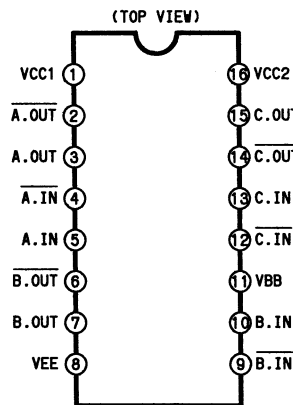 (TOP VIEW)
VCC1 1 16 VCC2
A.OUT 2 15 C.OUT
A.OUT 3 14 C.OUT
A.IN 4 13 C.IN
A.IN 5 12 C.IN
B.OUT 6 11 VBB
B.OUT 7 10 B.IN
VEE 8 9 B.IN